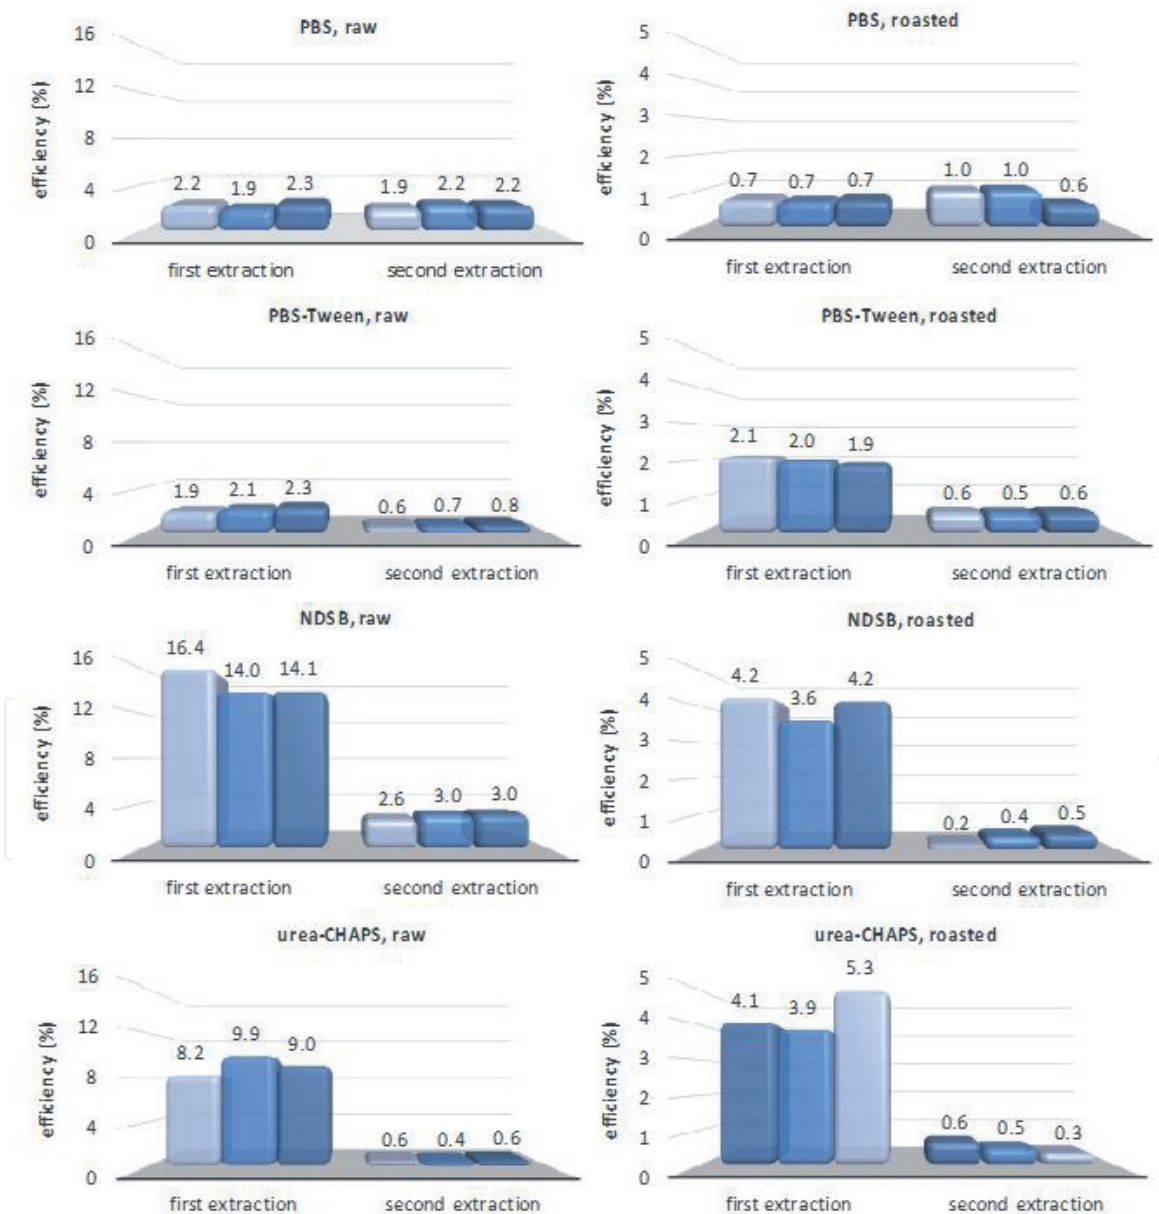 PBS, raw
16
12
8
4
0
efficiency (%)
2.2 1.9 2.3 1.9 2.2 2.2
first extraction second extraction
PBS, roasted
5
4
3
2
1
0
efficiency (%)
0.7 0.7 0.7 1.0 1.0 0.6
first extraction second extraction
PBS-Tween, raw
16
12
8
4
0
efficiency (%)
1.9 2.1 2.3 0.6 0.7 0.8
first extraction second extraction
PBS-Tween, roasted
5
4
3
2
1
0
efficiency (%)
2.1 2.0 1.9 0.6 0.5 0.6
first extraction second extraction
NDSB, raw
16
12
8
4
0
efficiency (%)
16.4 14.0 14.1 2.6 3.0 3.0
first extraction second extraction
NDSB, roasted
5
4
3
2
1
0
efficiency (%)
4.2 3.6 4.2 0.2 0.4 0.5
first extraction second extraction
urea-CHAPS, raw
16
12
8
4
0
efficiency (%)
8.2 9.9 9.0 0.6 0.4 0.6
first extraction second extraction
urea-CHAPS, roasted
5
4
3
2
1
0
efficiency (%)
4.1 3.9 5.3 0.6 0.5 0.3
first extraction second extraction